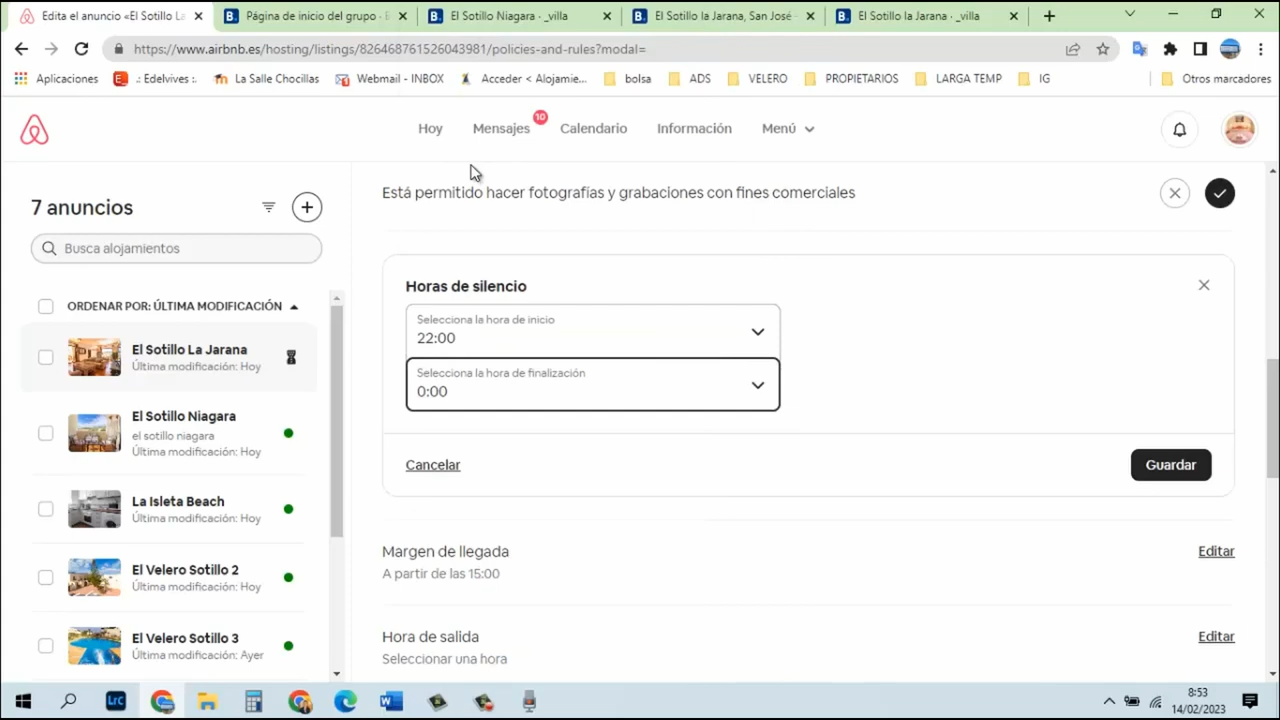 Edita el anuncio «El Sotillo La
Página de inicio del grupo ·
B.
El Sotillo Niagara · _villa
B.
El Sotillo la Jarana, San José
B.
El Sotillo la Jarana · _villa
https://www.airbnb.es/hosting/listings/826468761526043981/policies-and-rules?modal=
Aplicaciones
.: Edelvives :.
La Salle Chocillas
Webmail - INBOX
Acceder < Alojamie...
bolsa
ADS
VELERO
PROPIETARIOS
LARGA TEMP
IG
Otros marcadores
Hoy
Mensajes
10
Calendario
Información
Menú
7 anuncios
Busca alojamientos
ORDENAR POR: ÚLTIMA MODIFICACIÓN
El Sotillo La Jarana
Última modificación: Hoy
El Sotillo Niagara
el sotillo niagara
Última modificación: Hoy
La Isleta Beach
Última modificación: Hoy
El Velero Sotillo 2
Última modificación: Hoy
El Velero Sotillo 3
Última modificación: Ayer
Está permitido hacer fotografías y grabaciones con fines comerciales
Horas de silencio
Selecciona la hora de inicio
22:00
Selecciona la hora de finalización
0:00
Cancelar
Guardar
Margen de llegada
Editar
A partir de las 15:00
Hora de salida
Editar
Seleccionar una hora
LrC
8:53
14/02/2023